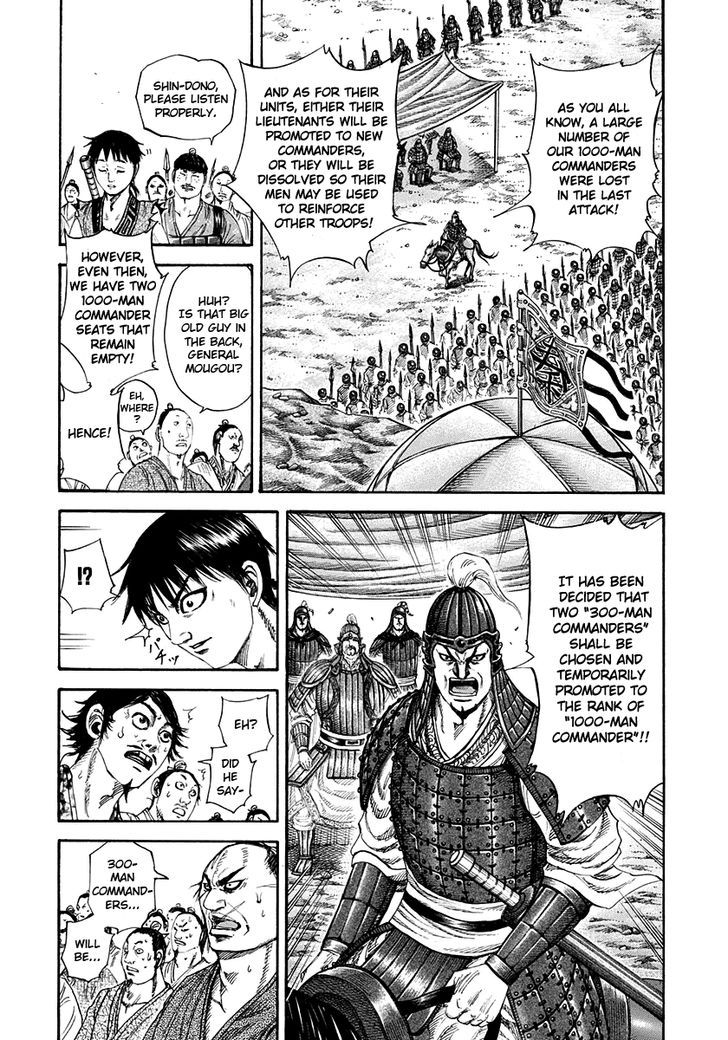 AS YOU ALL
KNOW, A LARGE
NUMBER OF
OUR 1000-MAN
COMMANDERS
WERE LOST
IN THE LAST
ATTACK!
AND AS FOR THEIR
UNITS, EITHER THEIR
LIEUTENANTS WILL BE
PROMOTED TO NEW
COMMANDERS,
OR THEY WILL BE
DISSOLVED SO THEIR
MEN MAY BE USED
TO REINFORCE
OTHER TROOPS!
SHIN-DONO,
PLEASE LISTEN
PROPERLY.
HUH?
IS THAT BIG
OLD GUY IN
THE BACK,
GENERAL
MOUGOU?
HOWEVER,
EVEN THEN,
WE HAVE TWO
1000-MAN
COMMANDER
SEATS THAT
REMAIN
EMPTY!
EH,
WHERE
?
HENCE!
IT HAS BEEN
DECIDED THAT
TWO "300-MAN
COMMANDERS"
SHALL BE
CHOSEN AND
TEMPORARILY
PROMOTED TO
THE RANK OF
"1000-MAN
COMMANDER"!!
!?
パチッ
EH?
DID
HE
SAY-
300-
MAN
COMMAND-
ERS...
WILL
BE...